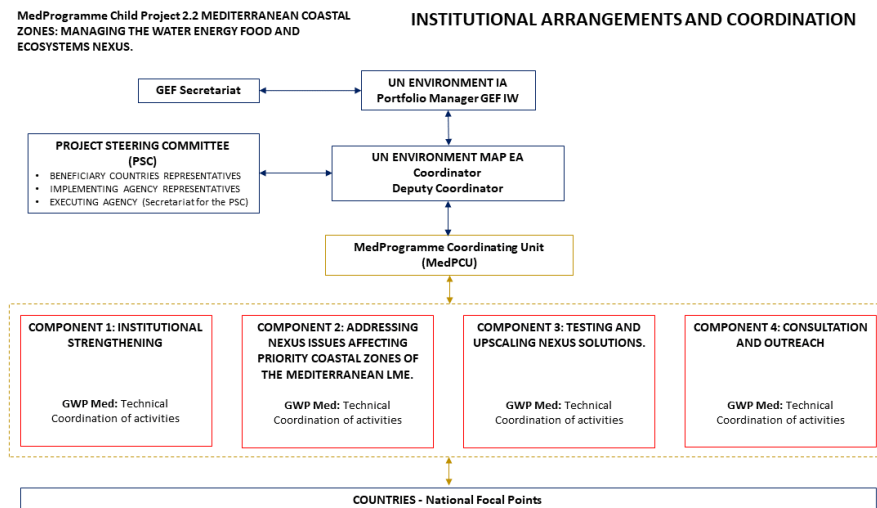 MedProgramme Child Project 2.2 MEDITERRANEAN COASTAL
ZONES: MANAGING THE WATER ENERGY FOOD AND
ECOSYSTEMS NEXUS.
INSTITUTIONAL ARRANGEMENTS AND COORDINATION
GEF Secretariat
UN ENVIRONMENT IA
Portfolio Manager GEF IW
PROJECT STEERING COMMITTEE
(PSC)
• BENEFICIARY COUNTRIES REPRESENTATIVES
• IMPLEMENTING AGENCY REPRESENTATIVES
• EXECUTING AGENCY (Secretariat for the PSC)
UN ENVIRONMENT MAP EA
Coordinator
Deputy Coordinator
MedProgramme Coordinating Unit
(MedPCU)
COMPONENT 1: INSTITUTIONAL
STRENGTHENING
GWP Med: Technical
Coordination of activities
COMPONENT 2: ADDRESSING
NEXUS ISSUES AFFECTING
PRIORITY COASTAL ZONES OF
THE MEDITERRANEAN LME.
GWP Med: Technical
Coordination of activities
COMPONENT 3: TESTING AND
UPSCALING NEXUS SOLUTIONS.
GWP Med: Technical
Coordination of activities
COMPONENT 4: CONSULTATION
AND OUTREACH
GWP Med: Technical
Coordination of activities
COUNTRIES - National Focal Points